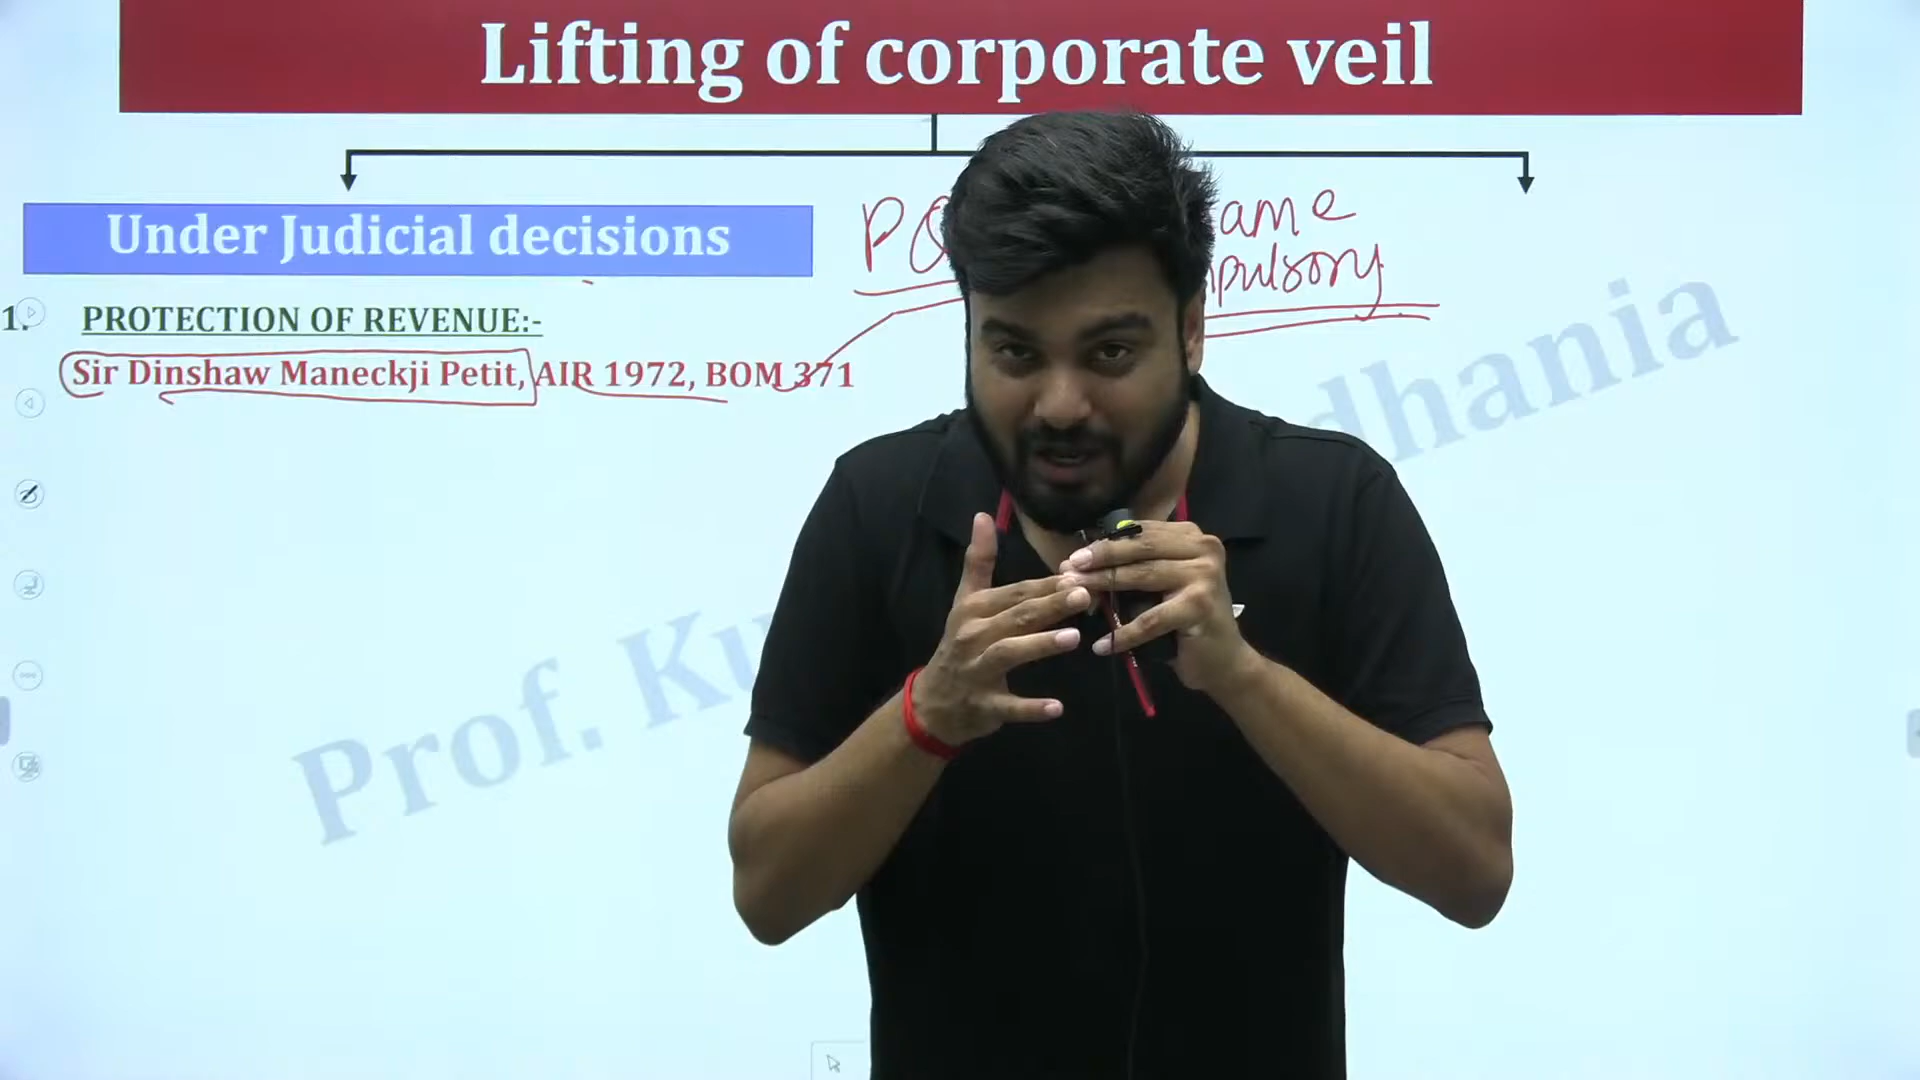 Lifting of corporate veil
Under Judicial decisions
ame
pulsory
1. PROTECTION OF REVENUE:-
Sir Dinshaw Maneckji Petit, AIR 1972, BOM 371
Prof. Ku
dhania